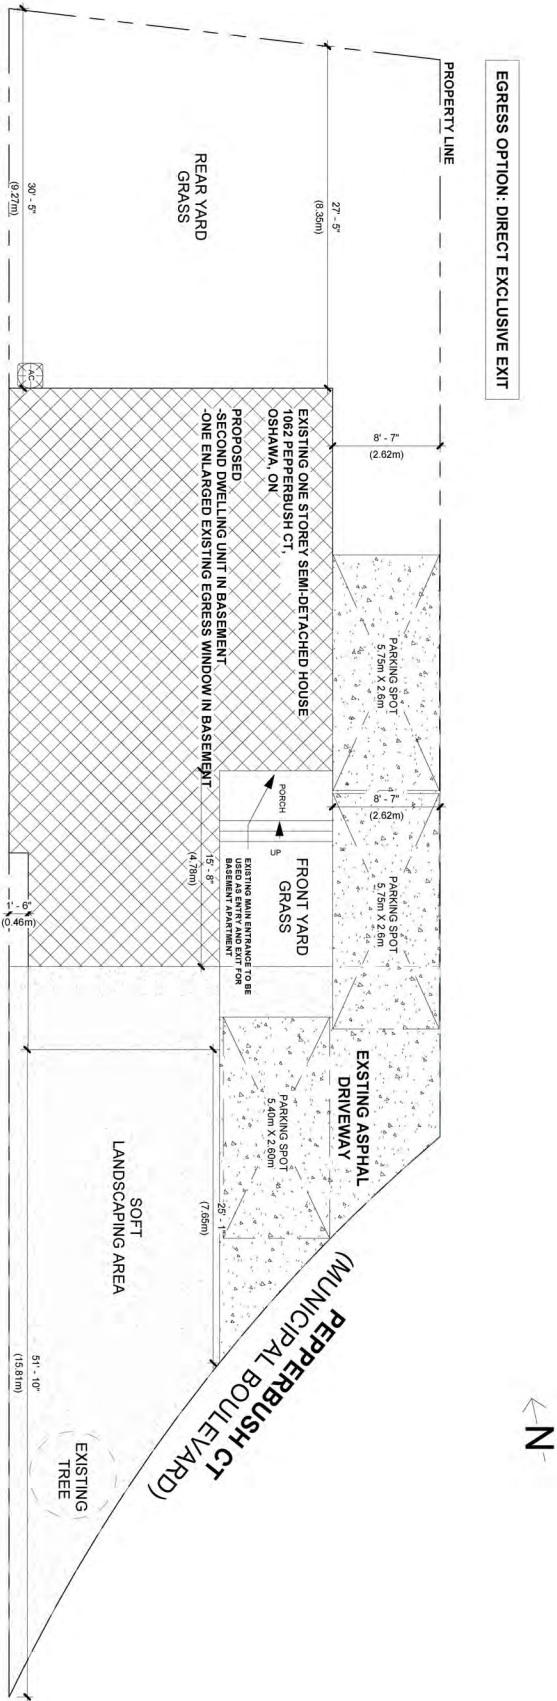 EGRESS OPTION: DIRECT EXCLUSIVE EXIT
PROPERTY LINE
27' - 5"
(8.35m)
REAR YARD
GRASS
30' - 5"
(9.27m)
AC
8' - 7"
(2.62m)
EXISTING ONE STOREY SEMI-DETACHED HOUSE
1062 PEPPERBUSH CT,
OSHAWA, ON
PROPOSED
-SECOND DWELLING UNIT IN BASEMENT
-ONE ENLARGED EXISTING EGRESS WINDOW IN BASEMENT
PARKING SPOT
5.75m X 2.6m
8' - 7"
(2.62m)
PARKING SPOT
5.75m X 2.6m
PORCH
UP
FRONT YARD
GRASS
EXISTING MAIN ENTRANCE TO BE
USED AS ENTRY AND EXIT FOR
BASEMENT APARTMENT
15' - 8"
(4.78m)
1' - 6"
(0.46m)
EXSTING ASPHAL
DRIVEWAY
PARKING SPOT
5.40m X 2.60m
25' - 1"
(7.65m)
SOFT
LANDSCAPING AREA
PEPPERBUSH CT
(MUNICIPAL BOULEVARD)
51' - 10"
(15.81m)
EXISTING
TREE
N